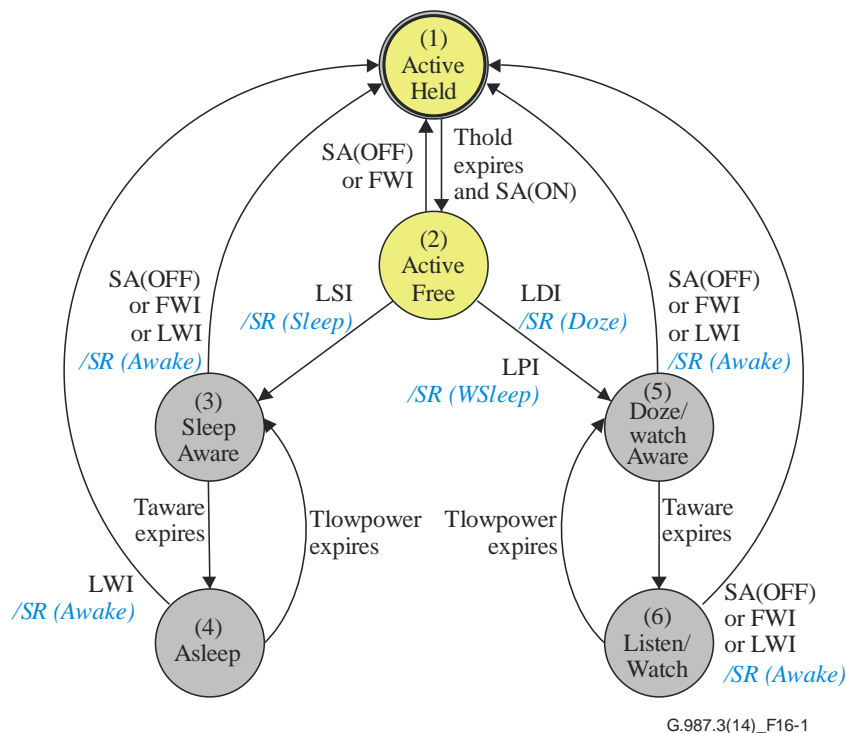 (1)
Active
Held
SA(OFF)
or FWI
Thold
expires
and SA(ON)
(2)
Active
Free
SA(OFF)
or FWI
or LWI
/SR (Awake)
LSI
/SR (Sleep)
LDI
/SR (Doze)
LPI
/SR (WSleep)
SA(OFF)
or FWI
or LWI
/SR (Awake)
(3)
Sleep
Aware
(5)
Doze/
watch
Aware
Taware
expires
Tlowpower
expires
Tlowpower
expires
Taware
expires
LWI
/SR (Awake)
(4)
Asleep
(6)
Listen/
Watch
SA(OFF)
or FWI
or LWI
/SR (Awake)
G.987.3(14)_F16-1